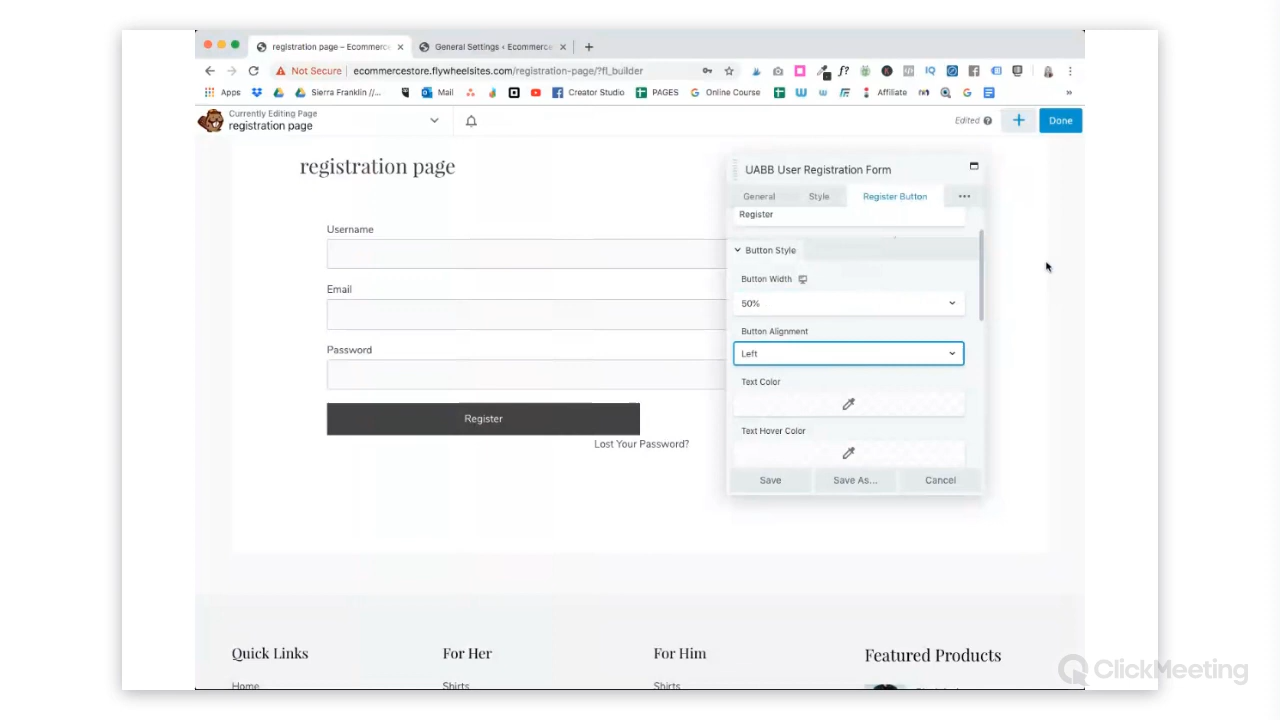 registration page – Ecommerce
General Settings ‹ Ecommerce
Not Secure
ecommercestore.flywheelsites.com/registration-page/?fl_builder
f?
IQ
Apps
Sierra Franklin //...
Mail
Creator Studio
PAGES
Online Course
Affiliate
»
Currently Editing Page
registration page
Edited
Done
registration page
Username
Email
Password
Register
Lost Your Password?
UABB User Registration Form
General
Style
Register Button
Register
Button Style
Button Width
50%
Button Alignment
Left
Text Color
Text Hover Color
Save
Save As...
Cancel
Quick Links
For Her
For Him
Featured Products
Home
Shirts
Shirts
ClickMeeting